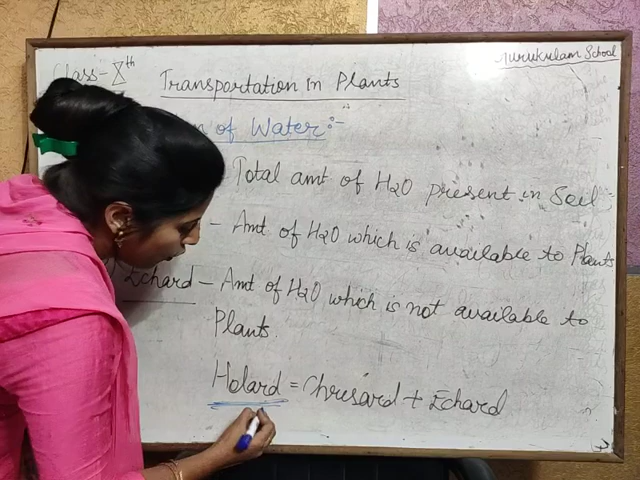 Gurukulam School
Class - Xth
Transportation in Plants
of Water:-
Total amt of H2O present in Soil
- Amt of H2O which is available to Plants
Echard - Amt of H2O which is not available to
Plants.
Holard = Chresard + Echard